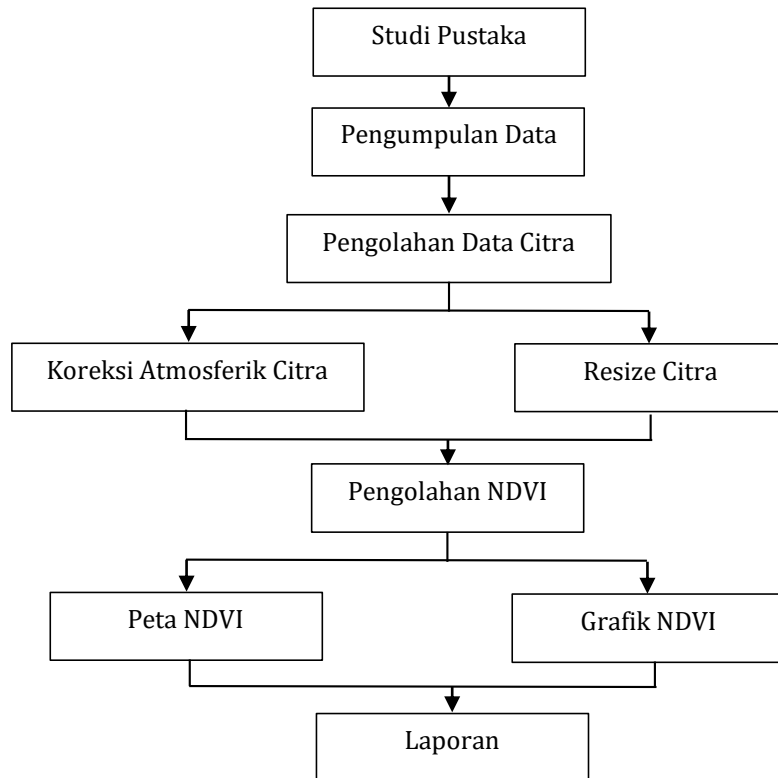 Studi Pustaka
Pengumpulan Data
Pengolahan Data Citra
Koreksi Atmosferik Citra
Resize Citra
Pengolahan NDVI
Peta NDVI
Grafik NDVI
Laporan